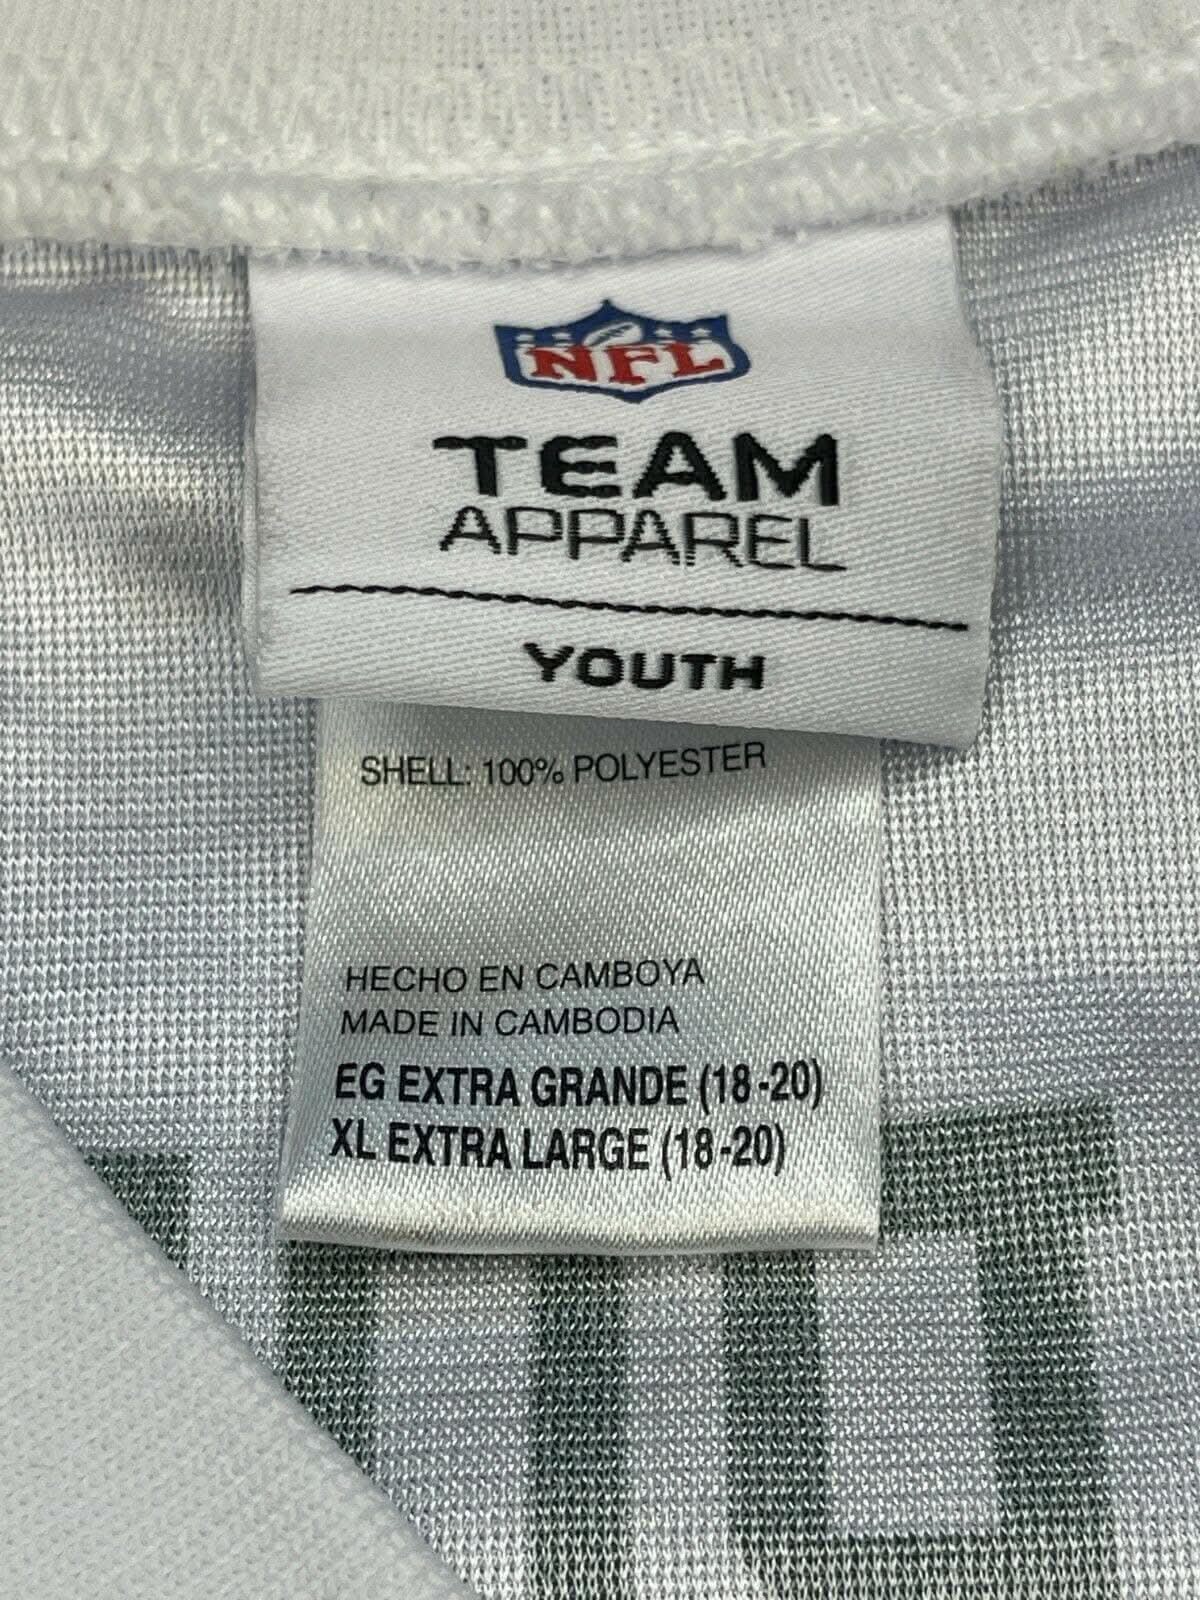 NFL
TEAM
APPAREL
YOUTH
SHELL: 100% POLYESTER
HECHO EN CAMBOYA
MADE IN CAMBODIA
EG EXTRA GRANDE (18-20)
XL EXTRA LARGE (18-20)